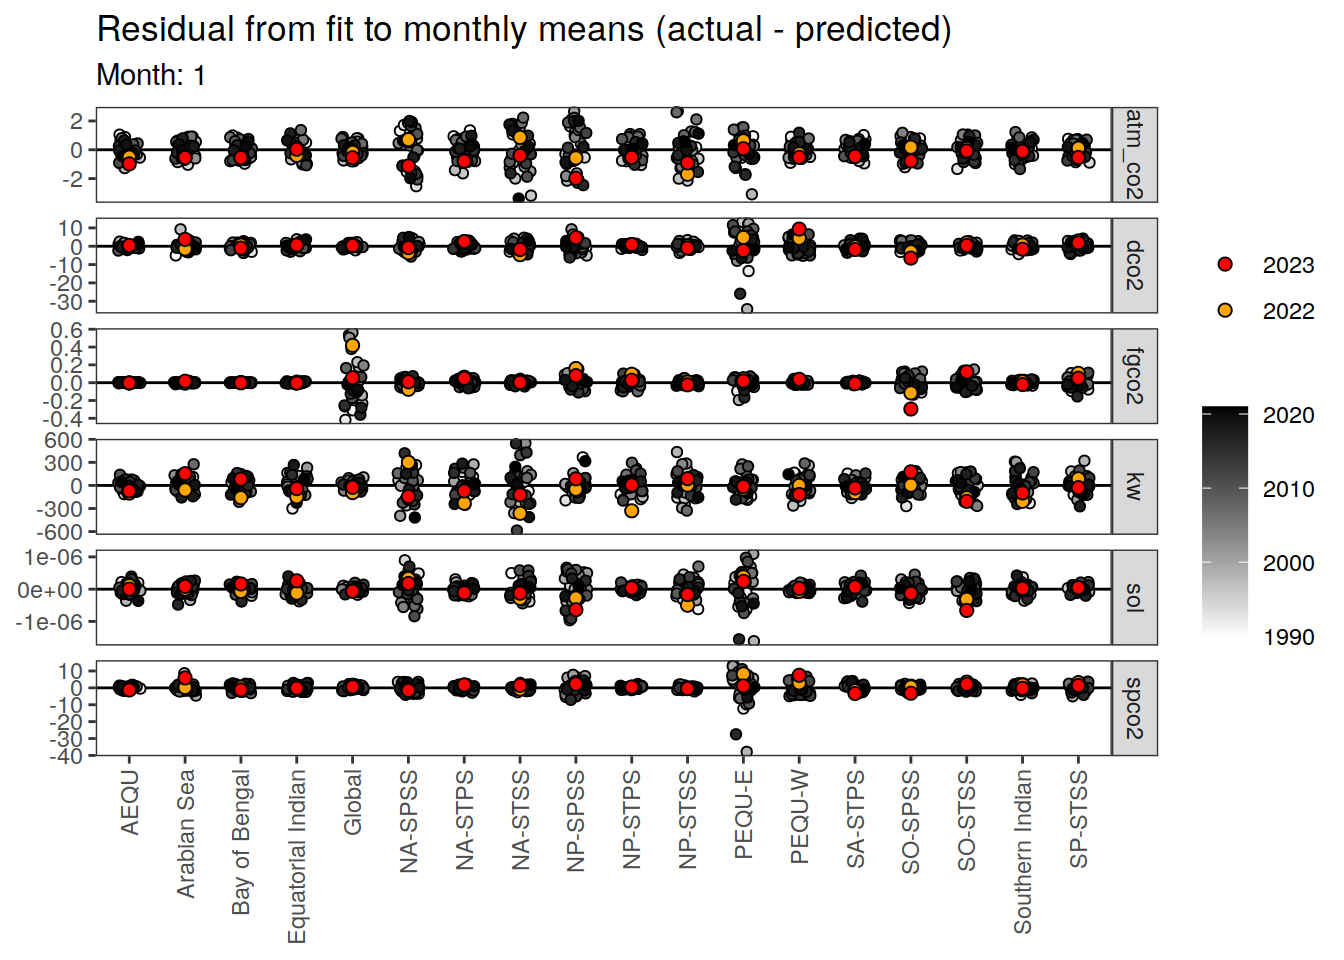 Residual from fit to monthly means (actual - predicted)
Month: 1
2
0
-2
atm_co2
10
0
-10
-20
-30
dco2
0.6
0.4
0.2
0.0
-0.2
-0.4
fgco2
600
300
0
-300
-600
kw
1e-06
0e+00
-1e-06
sol
10
0
-10
-20
-30
-40
spco2
AEQU
Arabian Sea
Bay of Bengal
Equatorial Indian
Global
NA-SPSS
NA-STPS
NA-STSS
NP-SPSS
NP-STPS
NP-STSS
PEQU-E
PEQU-W
SA-STPS
SO-SPSS
SO-STSS
Southern Indian
SP-STSS
2023
2022
2020
2010
2000
1990